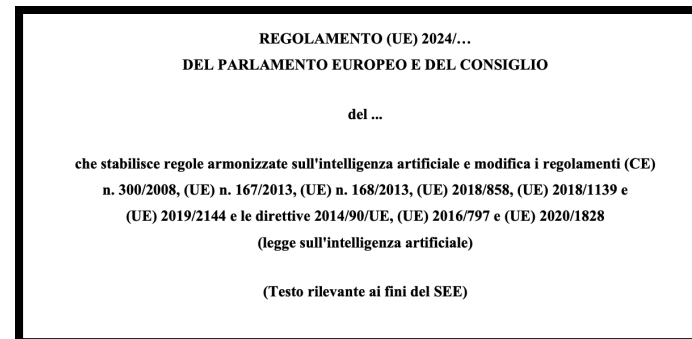 REGOLAMENTO (UE) 2024/…
DEL PARLAMENTO EUROPEO E DEL CONSIGLIO
del ...
che stabilisce regole armonizzate sull'intelligenza artificiale e modifica i regolamenti (CE)
n. 300/2008, (UE) n. 167/2013, (UE) n. 168/2013, (UE) 2018/858, (UE) 2018/1139 e
(UE) 2019/2144 e le direttive 2014/90/UE, (UE) 2016/797 e (UE) 2020/1828
(legge sull'intelligenza artificiale)
(Testo rilevante ai fini del SEE)